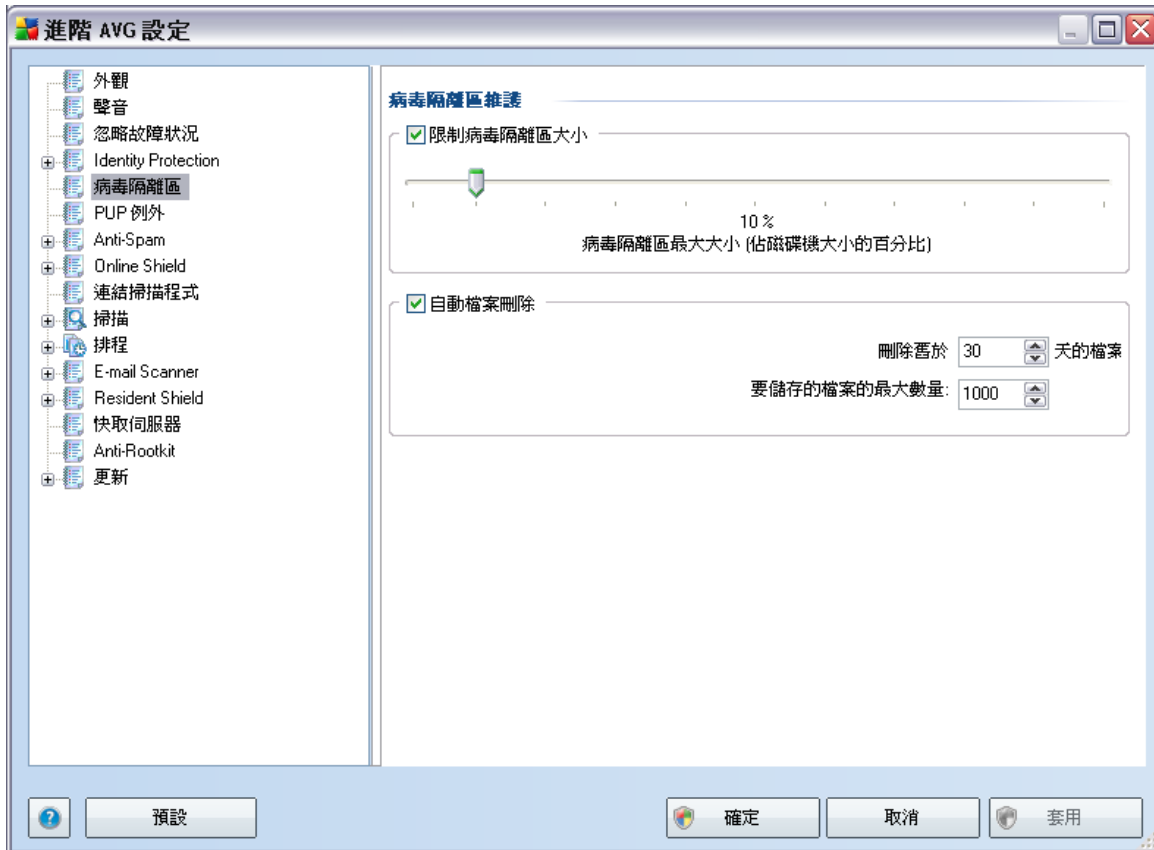 進階 AVG 設定
外觀
聲音
忽略故障狀況
Identity Protection
病毒隔離區
PUP 例外
Anti-Spam
Online Shield
連結掃描程式
掃描
排程
E-mail Scanner
Resident Shield
快取伺服器
Anti-Rootkit
更新
病毒隔離區維護
限制病毒隔離區大小
10 %
病毒隔離區最大大小 (佔磁碟機大小的百分比)
自動檔案刪除
刪除舊於 30 天的檔案
要儲存的檔案的最大數量: 1000
預設
確定
取消
套用